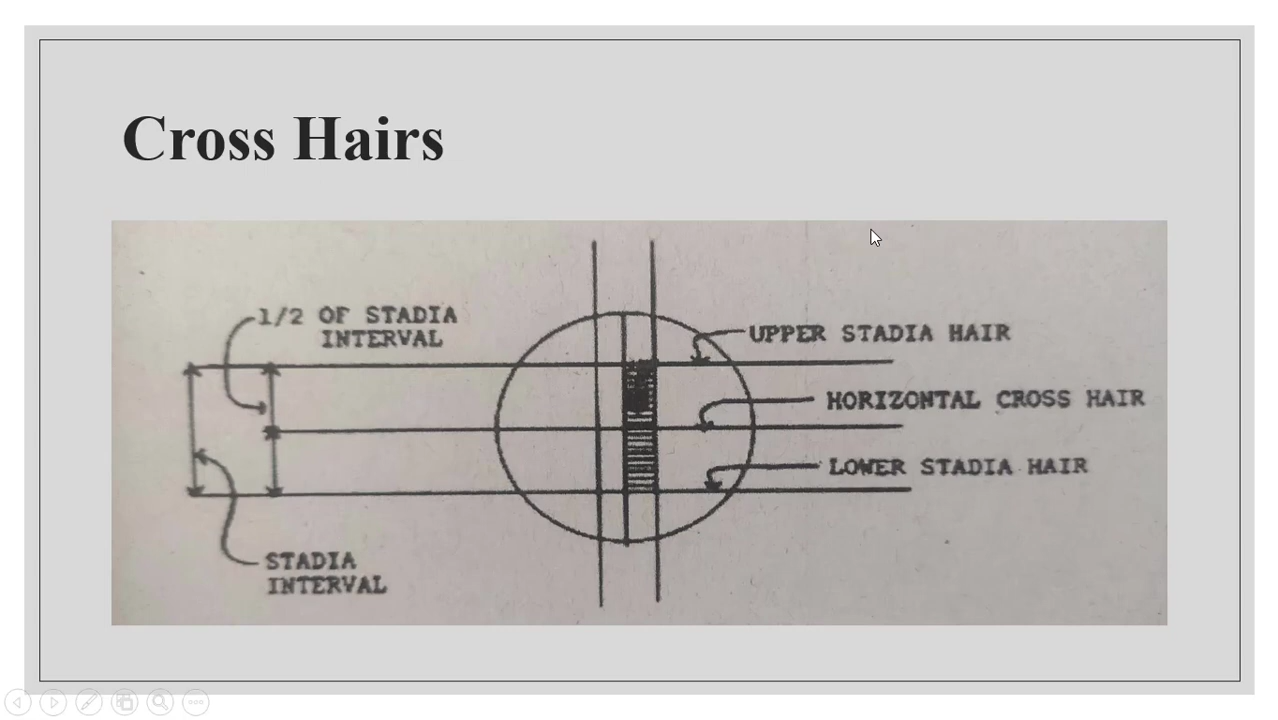 Cross Hairs
1/2 OF STADIA
INTERVAL
UPPER STADIA HAIR
HORIZONTAL CROSS HAIR
LOWER STADIA HAIR
STADIA
INTERVAL